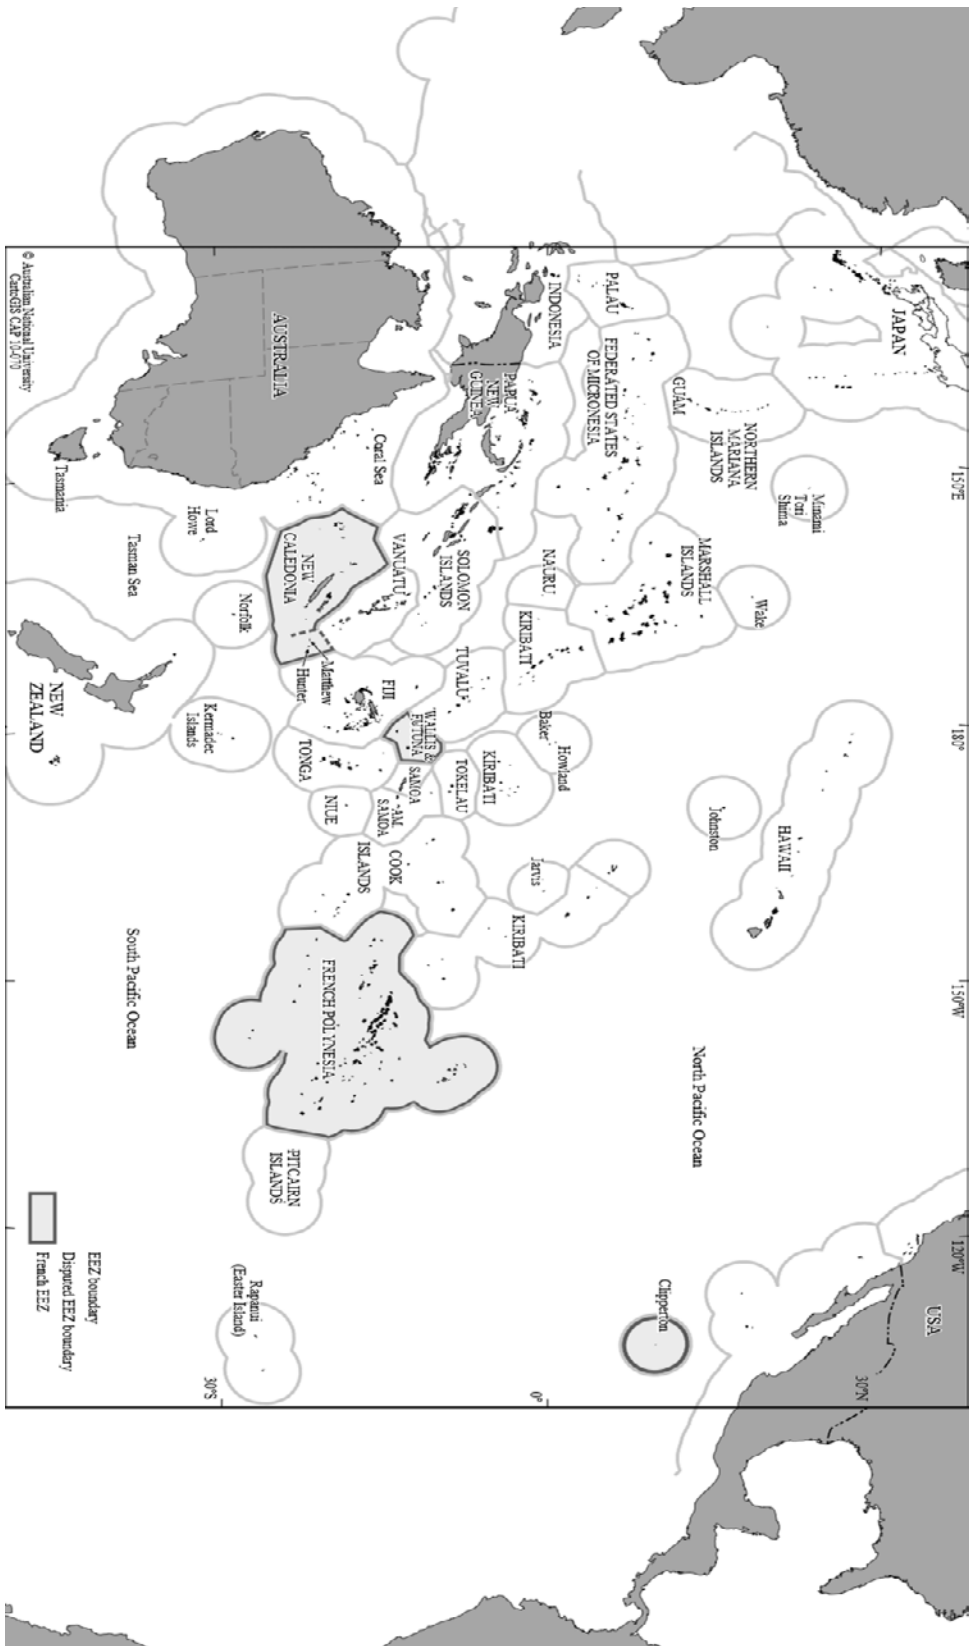 JAPAN
USA
30°N
150°E
180°
150°W
120°W
Minami
Tori
Shima
NORTHERN
MARIANA
ISLANDS
GUAM
Wake
HAWAII
Johnston
North Pacific Ocean
Clipperton
PALAU
FEDERATED STATES
OF MICRONESIA
MARSHALL
ISLANDS
INDONESIA
PAPUA
NEW
GUINEA
NAURU
KIRIBATI
Howland
Baker
KIRIBATI
Jarvis
KIRIBATI
0°
SOLOMON
ISLANDS
TUVALU
TOKELAU
WALLIS &
FUTUNA
SAMOA
AM.
SAMOA
COOK
ISLANDS
VANUATU
FIJI
Coral Sea
NEW
CALEDONIA
Matthew
Hunter
TONGA
NIUE
FRENCH POLYNESIA
PITCAIRN
ISLANDS
Rapanui
(Easter Island)
30°S
AUSTRALIA
Lord
Howe
Norfolk
Kermadec
Islands
Tasman Sea
South Pacific Ocean
Tasmania
NEW
ZEALAND
EEZ boundary
Disputed EEZ boundary
French EEZ
© Australian National University
CartoGIS CAP 10-070